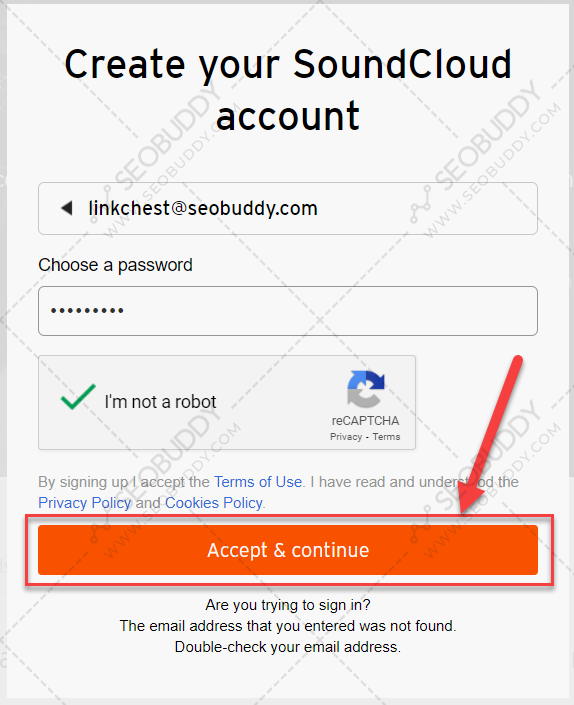 Create your SoundCloud
account
linkchest@seobuddy.com
Choose a password
•••••••••
I'm not a robot
reCAPTCHA
Privacy - Terms
By signing up I accept the Terms of Use. I have read and understood the
Privacy Policy and Cookies Policy.
Accept & continue
Are you trying to sign in?
The email address that you entered was not found.
Double-check your email address.
SEOBUDDY
WWW.SEOBUDDY.COM
SEOBUDDY
WWW.SEOBUDDY.COM
SEOBUDDY
WWW.SEOBUDDY.COM
SEOBUDDY
WWW.SEOBUDDY.COM